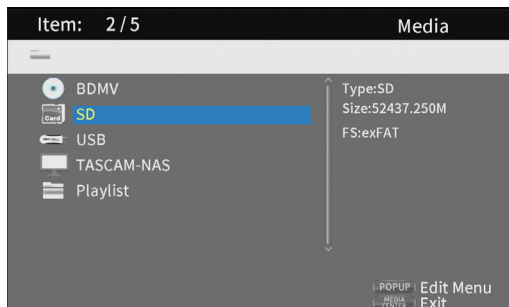 Item: 2/5 Media
BDMV
Card SD
USB
TASCAM-NAS
Playlist
Type:SD
Size:52437.250M
FS:exFAT
POPUP Edit Menu
MEDIA CENTER Exit